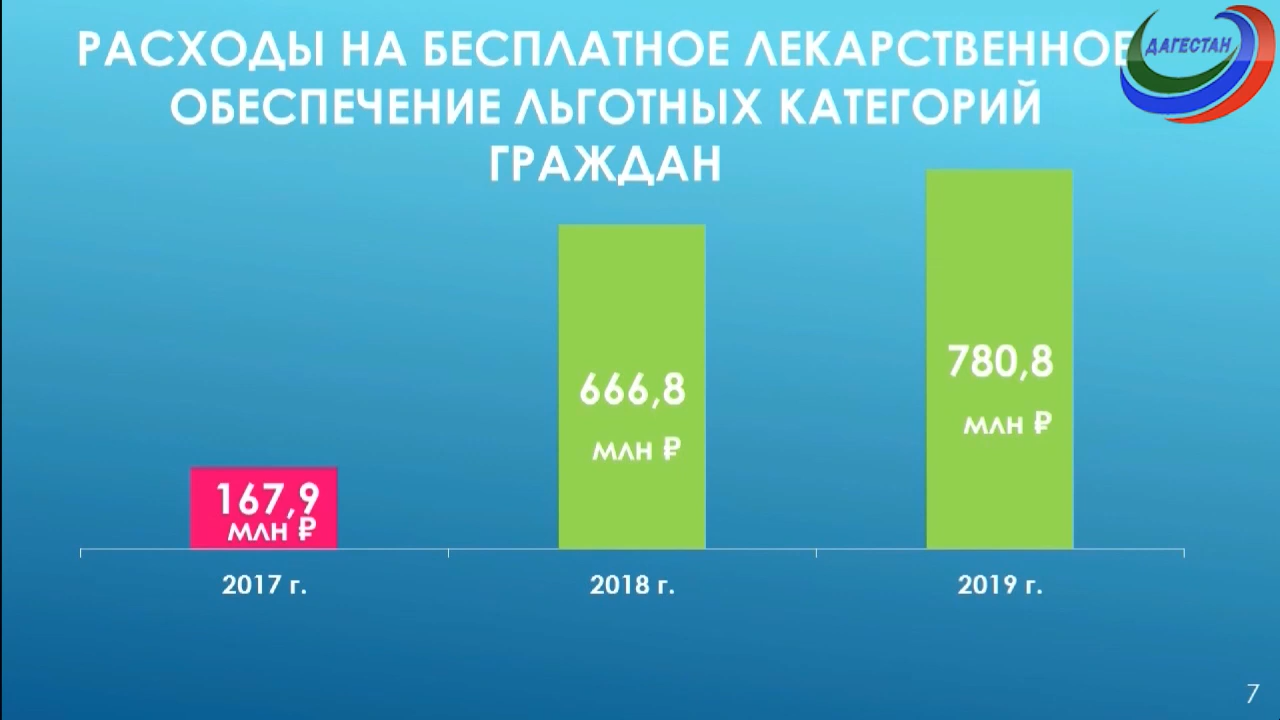 РАСХОДЫ НА БЕСПЛАТНОЕ ЛЕКАРСТВЕННОЕ
ОБЕСПЕЧЕНИЕ ЛЬГОТНЫХ КАТЕГОРИЙ
ГРАЖДАН
ДАГЕСТАН
167,9
млн ₽
666,8
млн ₽
780,8
млн ₽
2017 г.
2018 г.
2019 г.
7